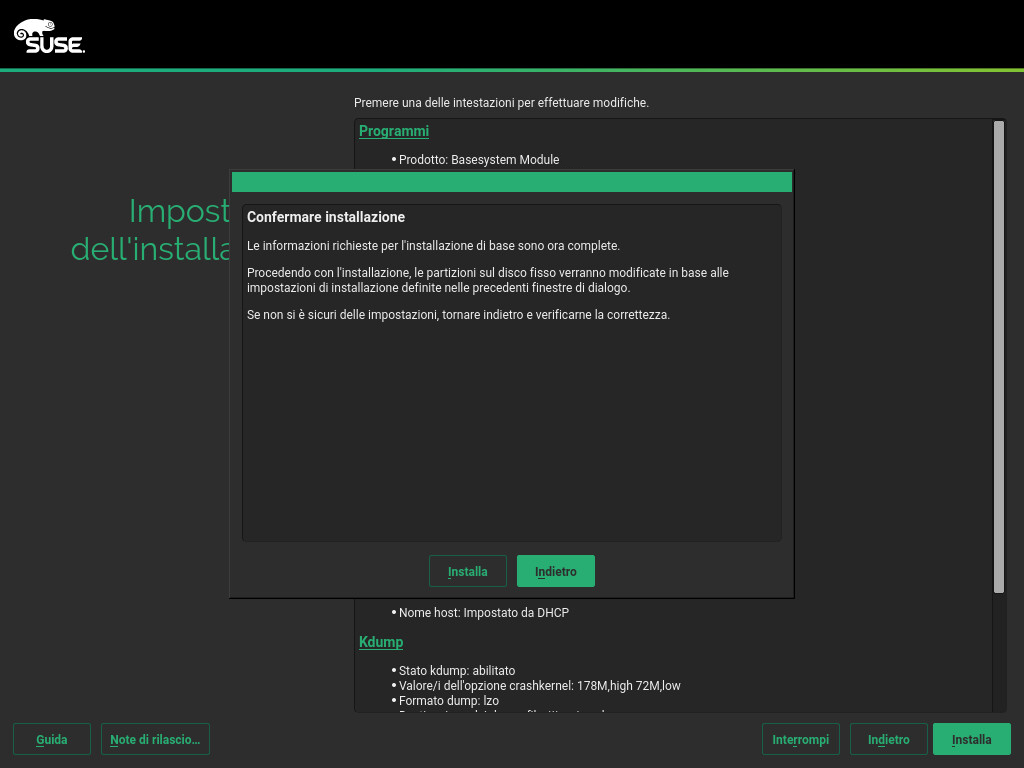 SUSE.
Premere una delle intestazioni per effettuare modifiche.
Programmi
• Prodotto: Basesystem Module
Impost
dell'installa
Confermare installazione
Le informazioni richieste per l'installazione di base sono ora complete.
Procedendo con l'installazione, le partizioni sul disco fisso verranno modificate in base alle
impostazioni di installazione definite nelle precedenti finestre di dialogo.
Se non si è sicuri delle impostazioni, tornare indietro e verificarne la correttezza.
Installa
Indietro
• Nome host: Impostato da DHCP
Kdump
• Stato kdump: abilitato
• Valore/i dell'opzione crashkernel: 178M,high 72M,low
• Formato dump: lzo
Guida
Note di rilascio...
Interrompi
Indietro
Installa